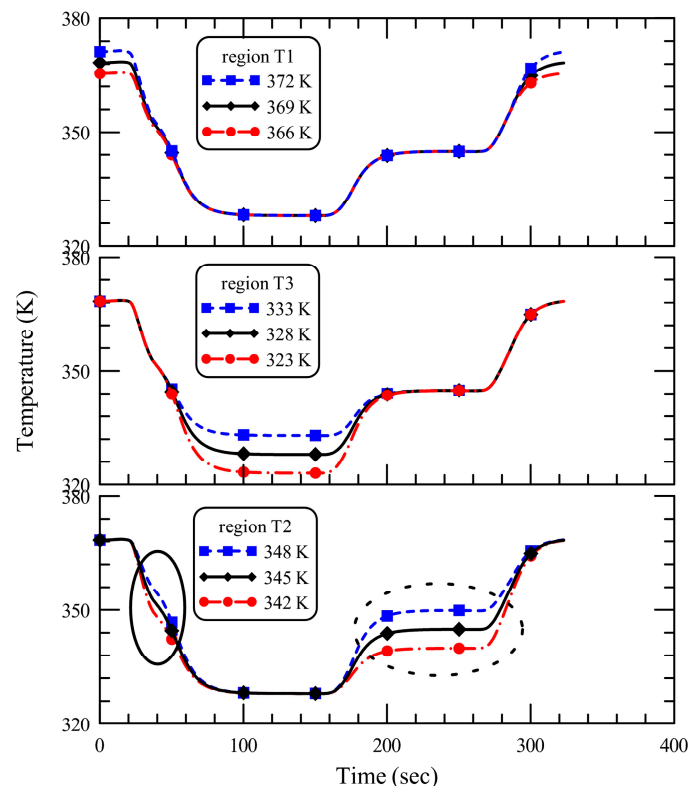 380
region T1
372 K
369 K
350
366 K
320
380
region T3
333 K
328 K
350
323 K
Temperature (K)
320
380
region T2
348 K
345 K
350
342 K
320
0
100
200
300
400
Time (sec)